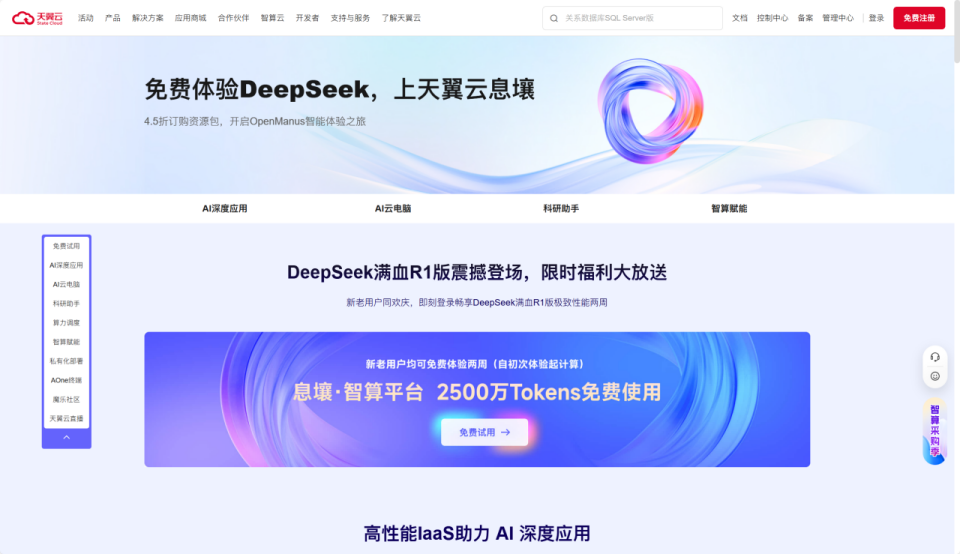 天翼云
State Cloud
活动 产品 解决方案 应用商城 合作伙伴 智算云 开发者 支持与服务 了解天翼云
关系数据库SQL Server版
文档 控制中心 备案 管理中心 登录 免费注册
免费体验DeepSeek，上天翼云息壤
4.5折订购资源包，开启OpenManus智能体验之旅
AI深度应用 AI云电脑 科研助手 智算赋能
免费试用
AI深度应用
AI云电脑
科研助手
算力调度
智算赋能
私有化部署
AOne终端
魔乐社区
天翼云直播
DeepSeek满血R1版震撼登场，限时福利大放送
新老用户同欢庆，即刻登录畅享DeepSeek满血R1版极致性能两周
新老用户均可免费体验两周（自初次体验起计算）
息壤·智算平台 2500万Tokens免费使用
免费试用 →
智算采购季
高性能IaaS助力 AI 深度应用